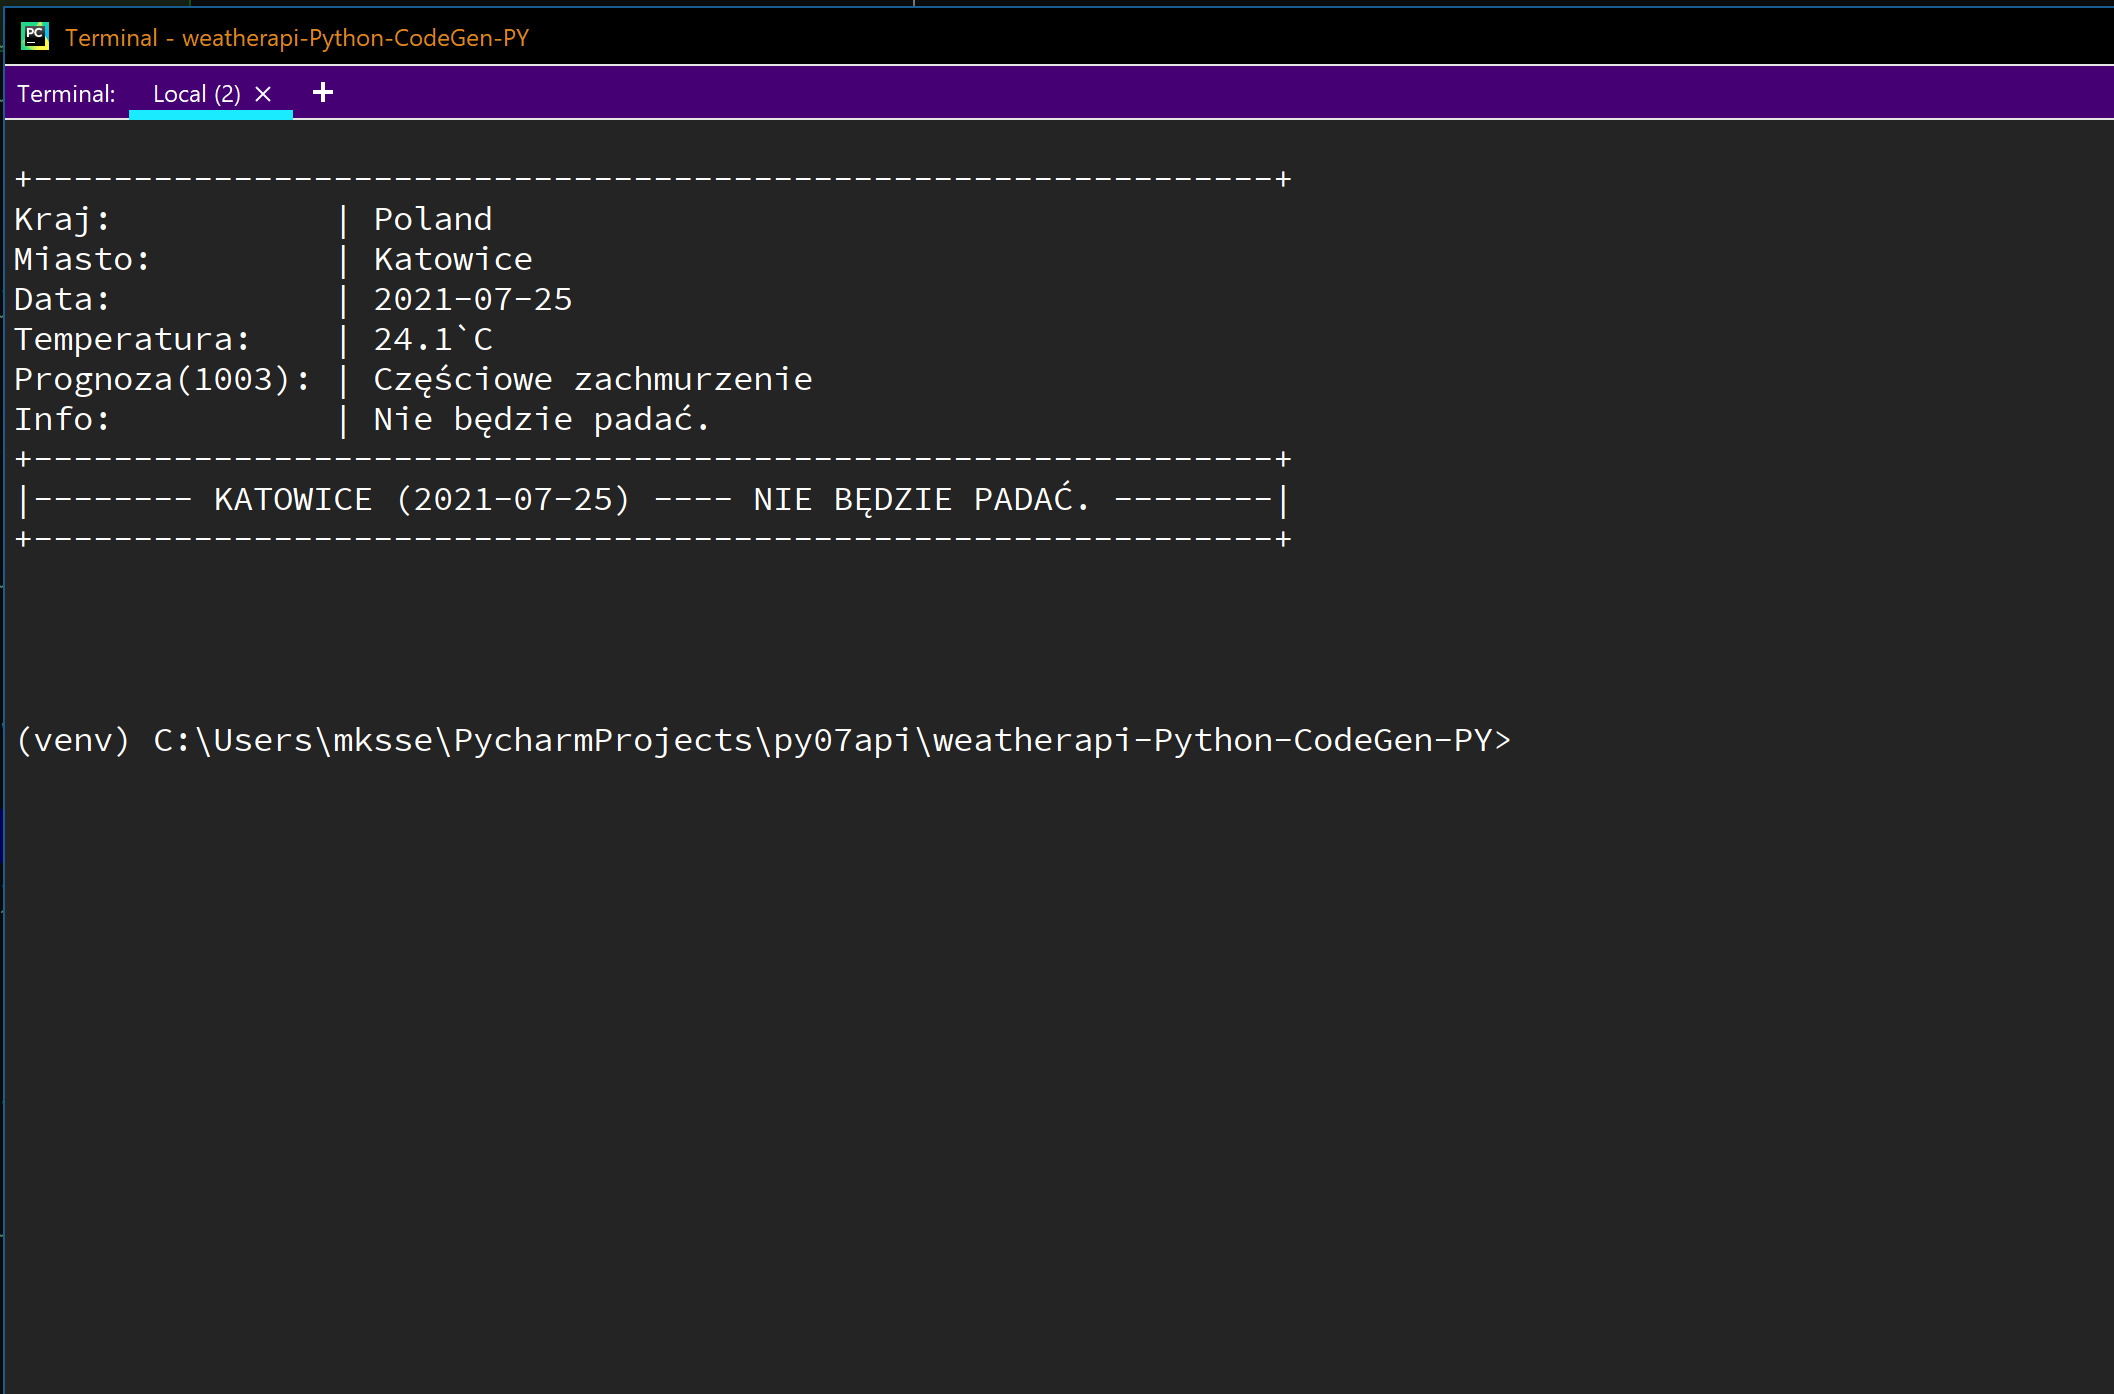 PC
Terminal - weatherapi-Python-CodeGen-PY
Terminal: Local (2) × +
+--------------------------------------------------------------+
Kraj:           | Poland
Miasto:         | Katowice
Data:           | 2021-07-25
Temperatura:    | 24.1`C
Prognoza(1003): | Częściowe zachmurzenie
Info:           | Nie będzie padać.
+--------------------------------------------------------------+
|-------- KATOWICE (2021-07-25) ---- NIE BĘDZIE PADAĆ. --------|
+--------------------------------------------------------------+
(venv) C:\Users\mksse\PycharmProjects\py07api\weatherapi-Python-CodeGen-PY>